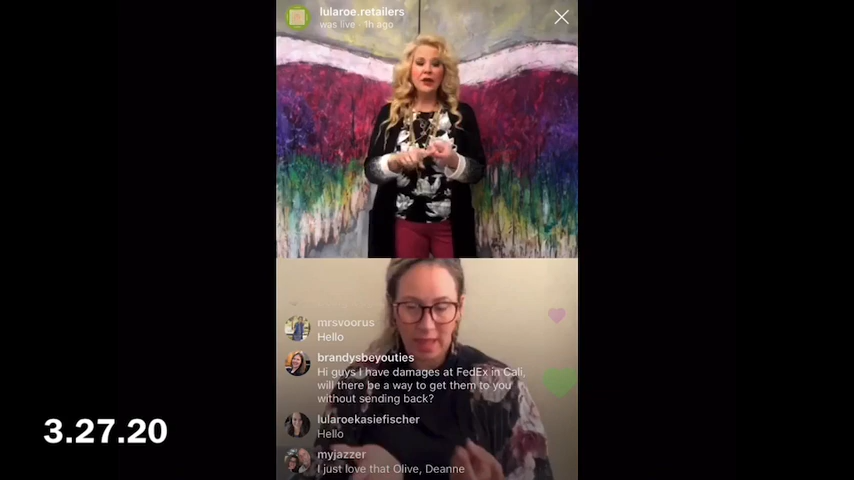 lularoe.retailers
was live · 1h ago
mrsvoorus
Hello
brandysbeyouties
Hi guys I have damages at FedEx in Cali,
will there be a way to get them to you
without sending back?
lularoekasiefischer
Hello
myjazzer
I just love that Olive, Deanne
3.27.20